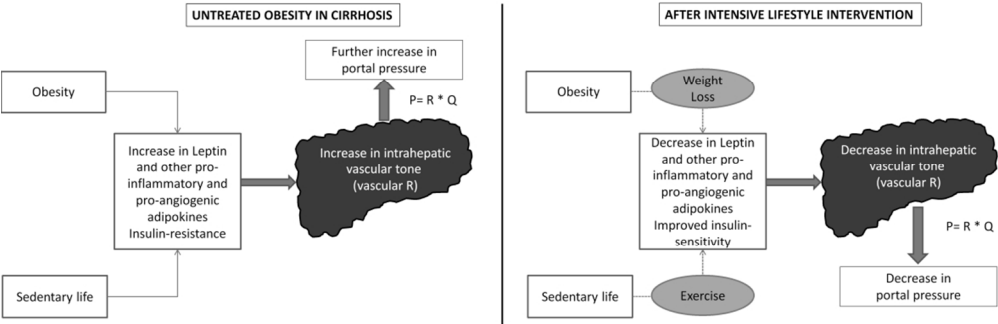 UNTREATED OBESITY IN CIRRHOSIS
Further increase in
portal pressure
P= R * Q
Obesity
Increase in Leptin
and other pro-
inflammatory and
pro-angiogenic
adipokines
Insulin-resistance
Increase in intrahepatic
vascular tone
(vascular R)
Sedentary life
AFTER INTENSIVE LIFESTYLE INTERVENTION
Obesity
Weight
Loss
Decrease in Leptin
and other pro-
inflammatory and
pro-angiogenic
adipokines
Improved insulin-
sensitivity
Decrease in intrahepatic
vascular tone
(vascular R)
P= R * Q
Sedentary life
Exercise
Decrease in
portal pressure